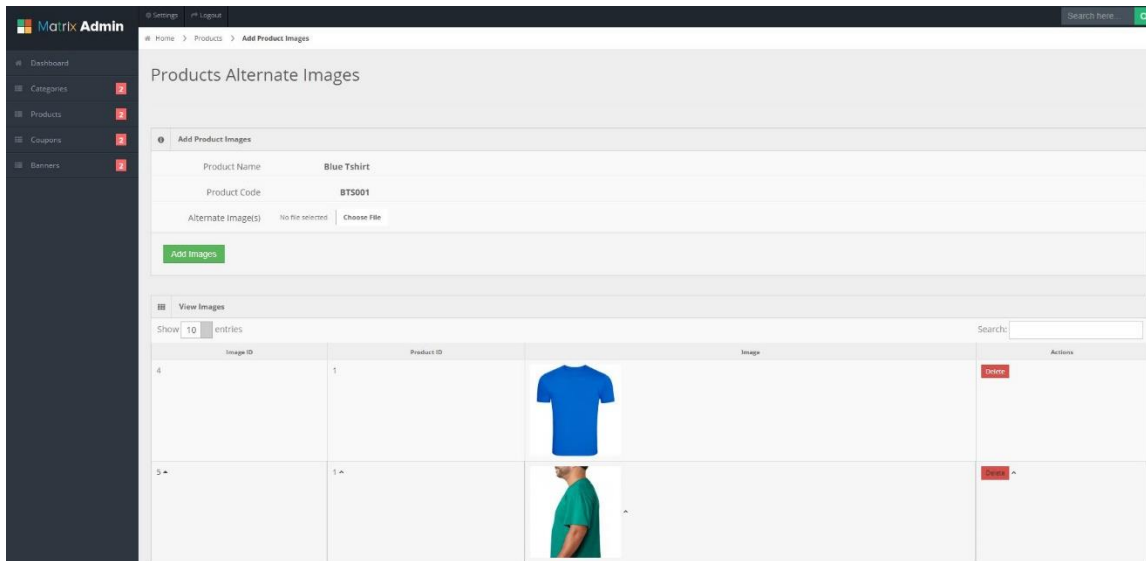 Matrix Admin
Settings Logout
Search here...
Home > Products > Add Product Images
Dashboard
Categories 2
Products 2
Coupons 2
Banners 2
Products Alternate Images
Add Product Images
Product Name Blue Tshirt
Product Code BTS001
Alternate Image(s) No file selected Choose File
Add Images
View Images
Show 10 entries
Search:
Image ID Product ID Image Actions
4 1 Delete
5 1 Delete